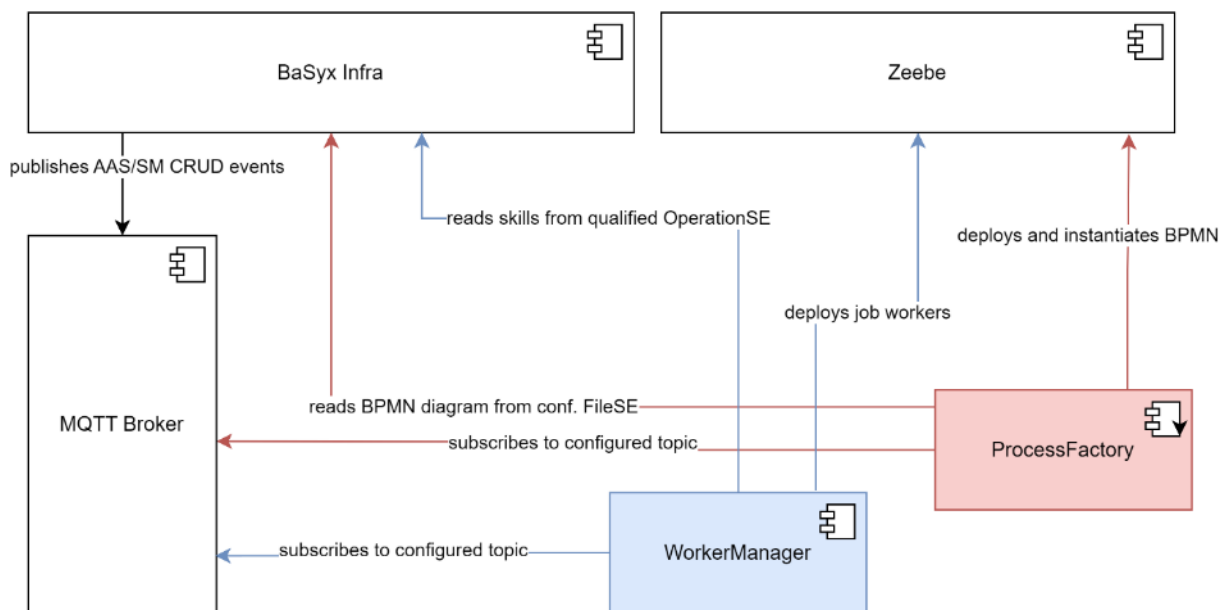 BaSyx Infra
Zeebe
publishes AAS/SM CRUD events
reads skills from qualified OperationSE
deploys and instantiates BPMN
deploys job workers
reads BPMN diagram from conf. FileSE
MQTT Broker
subscribes to configured topic
ProcessFactory
subscribes to configured topic
WorkerManager